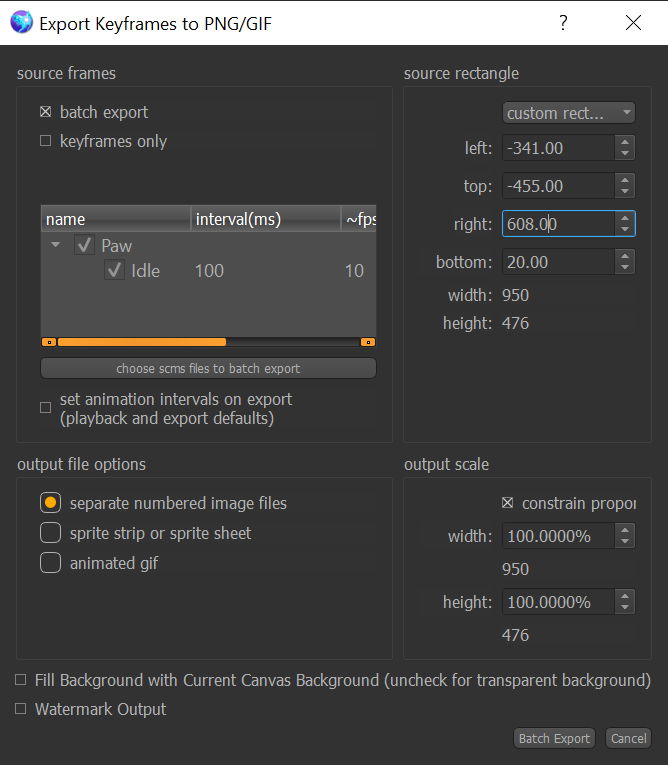 Export Keyframes to PNG/GIF
?
source frames
batch export
keyframes only
name interval(ms) ~fps
Paw
Idle 100 10
choose scms files to batch export
set animation intervals on export
(playback and export defaults)
source rectangle
custom rect...
left: -341.00
top: -455.00
right: 608.00
bottom: 20.00
width: 950
height: 476
output file options
separate numbered image files
sprite strip or sprite sheet
animated gif
output scale
constrain propor
width: 100.0000%
950
height: 100.0000%
476
Fill Background with Current Canvas Background (uncheck for transparent background)
Watermark Output
Batch Export Cancel